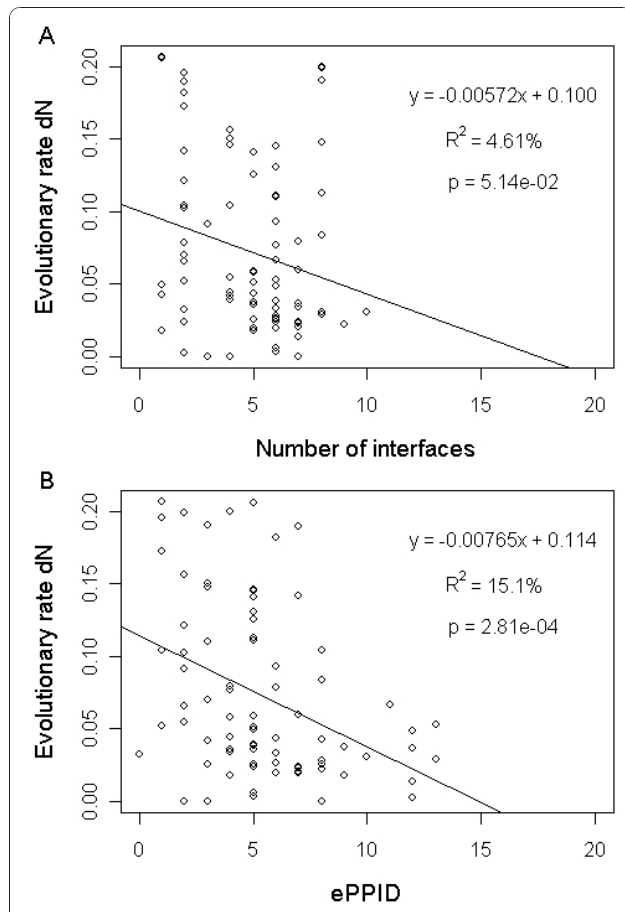 A
Evolutionary rate dN
0.00 0.05 0.10 0.15 0.20
y = -0.00572x + 0.100
R² = 4.61%
p = 5.14e-02
0 5 10 15 20
Number of interfaces
B
Evolutionary rate dN
0.00 0.05 0.10 0.15 0.20
y = -0.00765x + 0.114
R² = 15.1%
p = 2.81e-04
0 5 10 15 20
ePPID